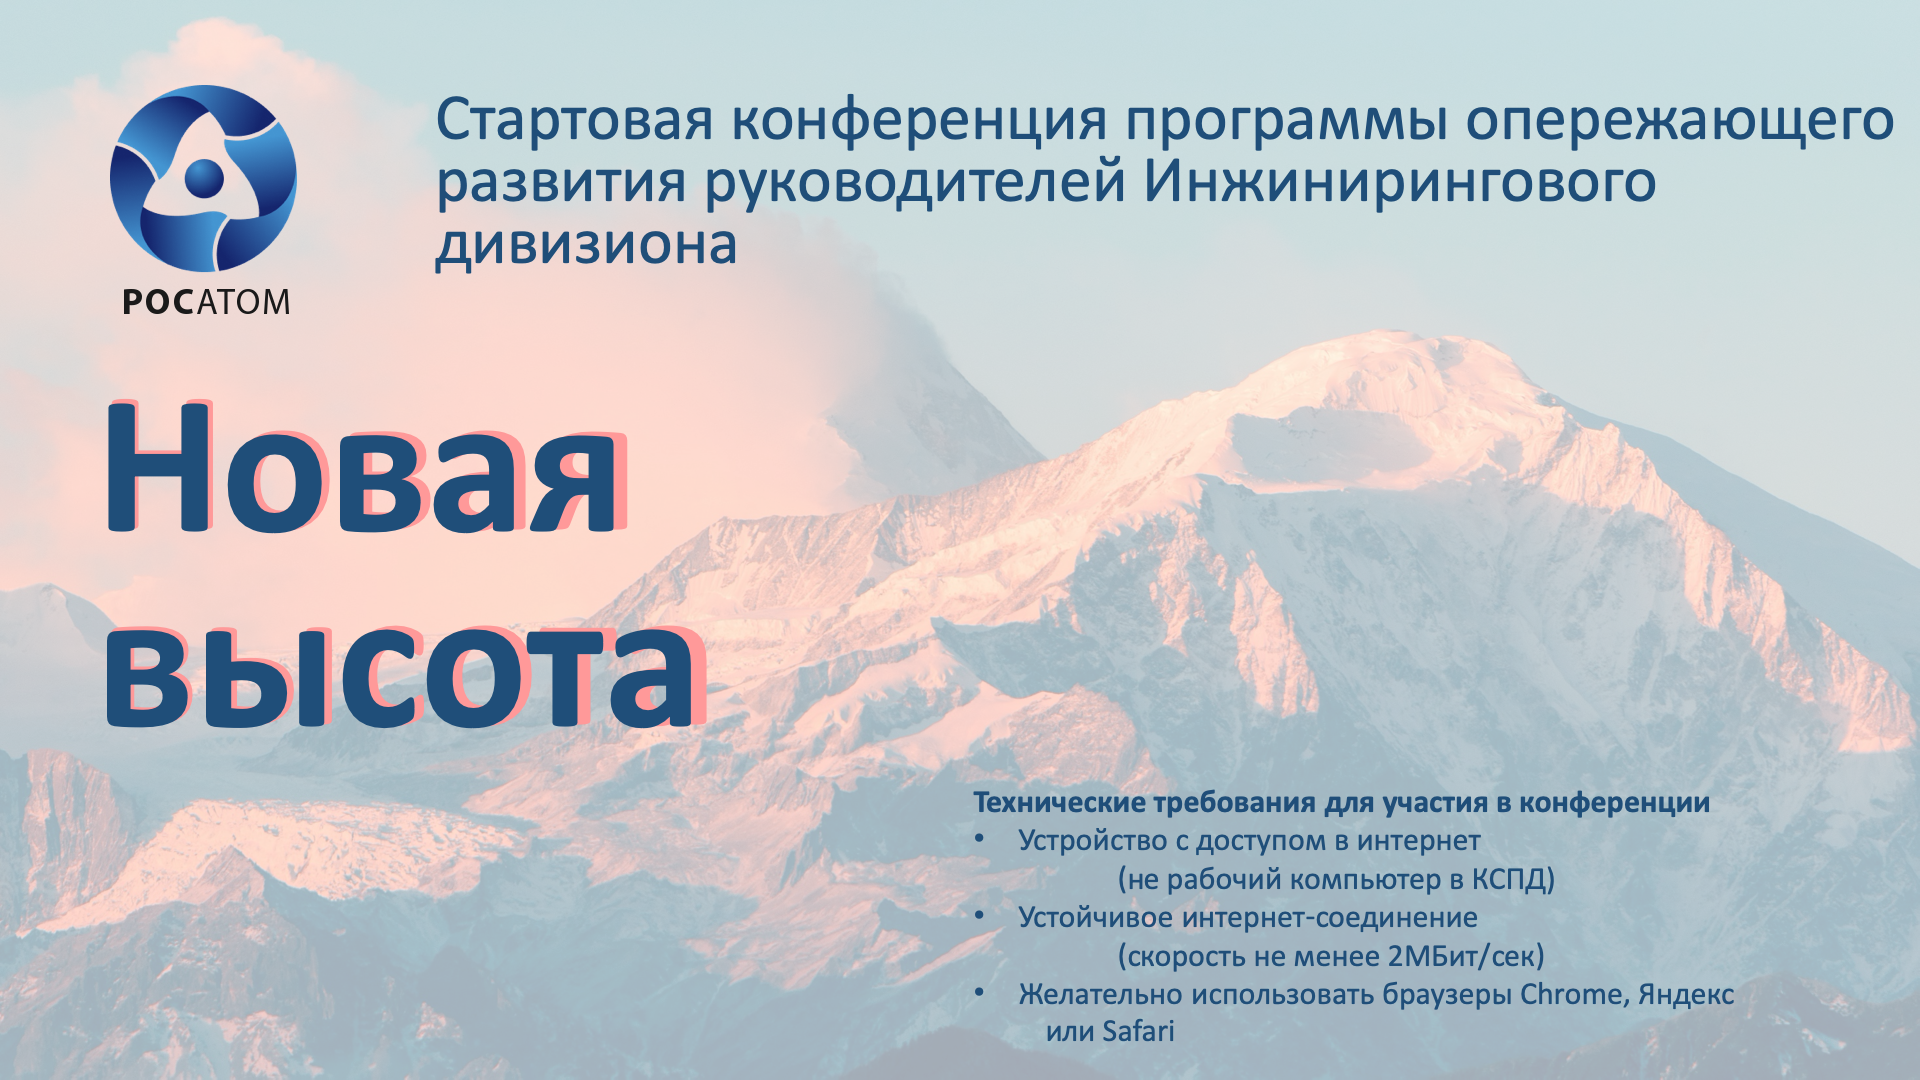 РОСАТОМ
Стартовая конференция программы опережающего
развития руководителей Инжинирингового
дивизиона
Новая
высота
Технические требования для участия в конференции
• Устройство с доступом в интернет
(не рабочий компьютер в КСПД)
• Устойчивое интернет-соединение
(скорость не менее 2МБит/сек)
• Желательно использовать браузеры Chrome, Яндекс
или Safari